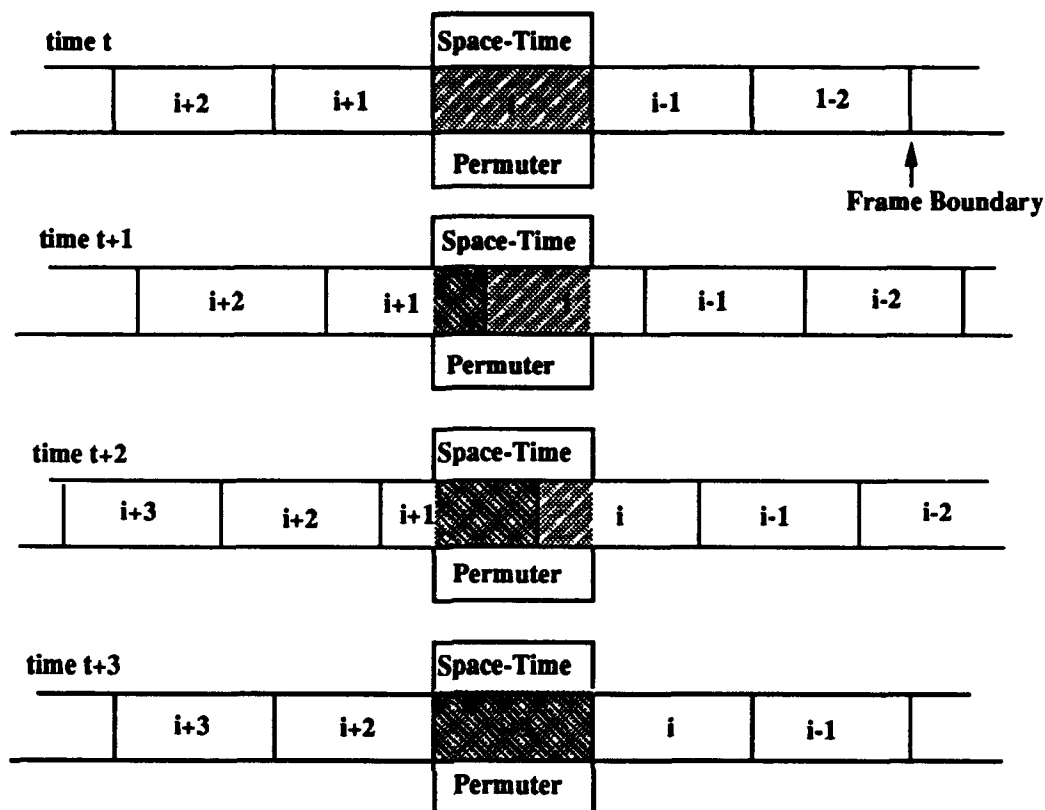 time t
Space-Time
i+2 i+1 i-1 1-2
Permuter
Frame Boundary
time t+1
Space-Time
i+2 i+1 i-1 i-2
Permuter
time t+2
Space-Time
i+3 i+2 i+1 i i-1 i-2
Permuter
time t+3
Space-Time
i+3 i+2 i i-1
Permuter